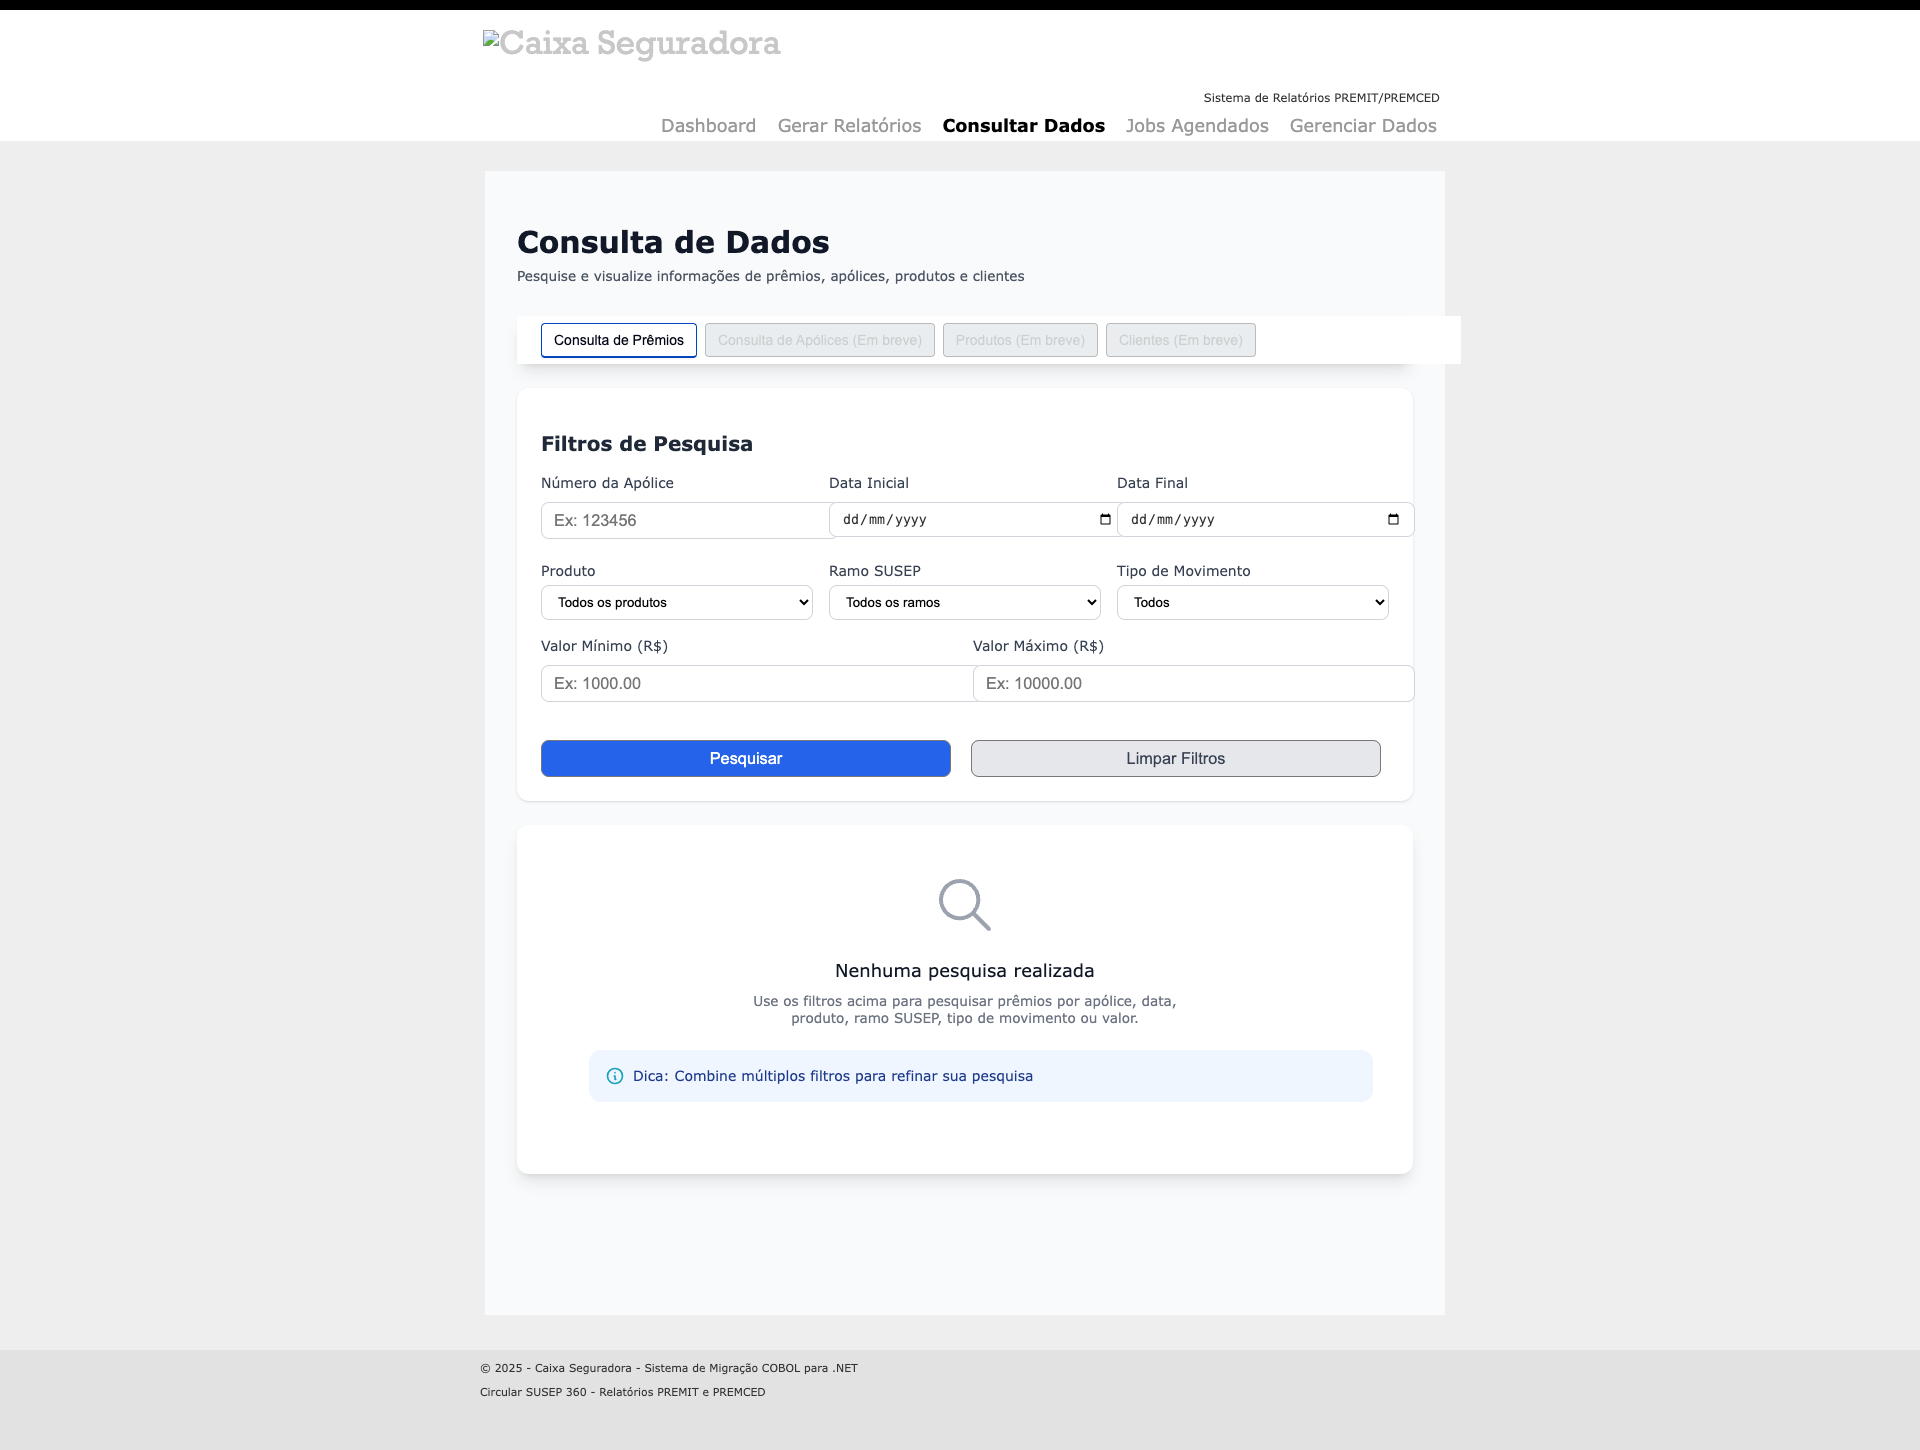 Caixa Seguradora
Sistema de Relatórios PREMIT/PREMCED
Dashboard Gerar Relatórios Consultar Dados Jobs Agendados Gerenciar Dados
Consulta de Dados
Pesquise e visualize informações de prêmios, apólices, produtos e clientes
Consulta de Prêmios Consulta de Apólices (Em breve) Produtos (Em breve) Clientes (Em breve)
Filtros de Pesquisa
Número da Apólice Data Inicial Data Final
Ex: 123456 dd/mm/yyyy dd/mm/yyyy
Produto Ramo SUSEP Tipo de Movimento
Todos os produtos Todos os ramos Todos
Valor Mínimo (R$) Valor Máximo (R$)
Ex: 1000.00 Ex: 10000.00
Pesquisar Limpar Filtros
Nenhuma pesquisa realizada
Use os filtros acima para pesquisar prêmios por apólice, data,
produto, ramo SUSEP, tipo de movimento ou valor.
Dica: Combine múltiplos filtros para refinar sua pesquisa
© 2025 - Caixa Seguradora - Sistema de Migração COBOL para .NET
Circular SUSEP 360 - Relatórios PREMIT e PREMCED